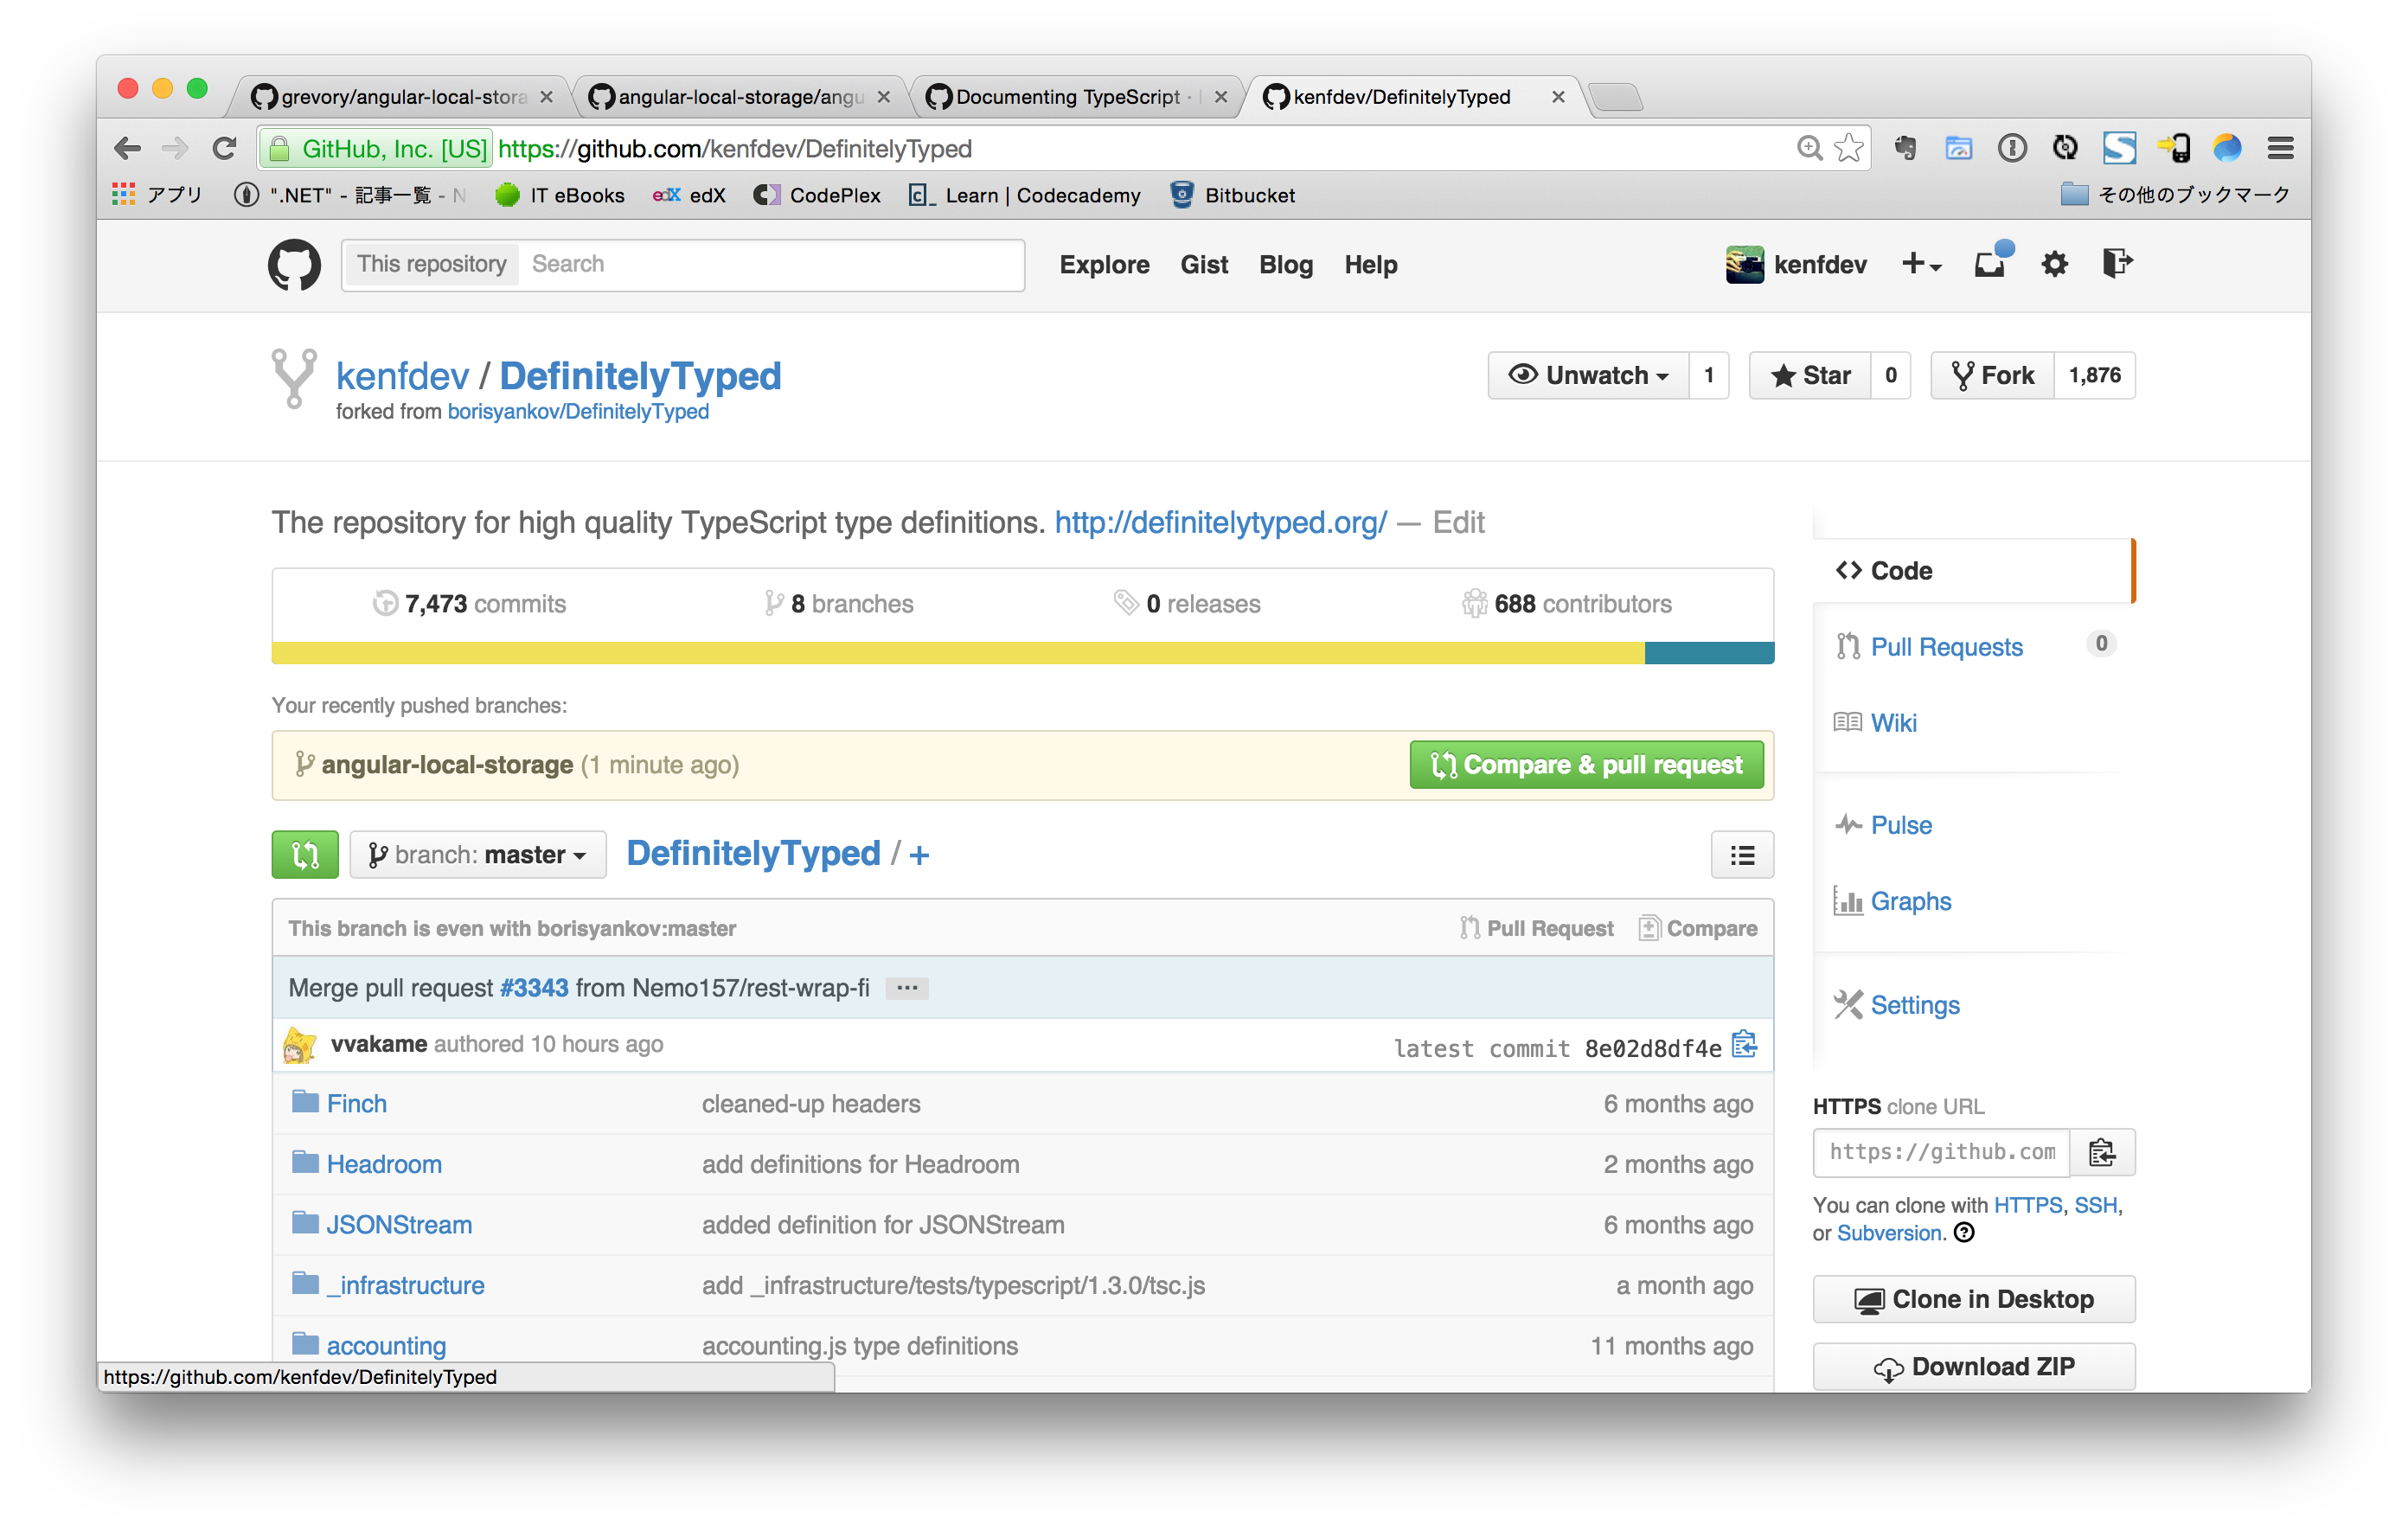 grevory/angular-local-stora
angular-local-storage/angu
Documenting TypeScript ·
kenfdev/DefinitelyTyped
GitHub, Inc. [US] https://github.com/kenfdev/DefinitelyTyped
アプリ
".NET" - 記事一覧 - N
IT eBooks
edX edX
CodePlex
Learn | Codecademy
Bitbucket
その他のブックマーク
This repository Search
Explore Gist Blog Help
kenfdev
kenfdev / DefinitelyTyped
forked from borisyankov/DefinitelyTyped
Unwatch 1
Star 0
Fork 1,876
The repository for high quality TypeScript type definitions. http://definitelytyped.org/ — Edit
7,473 commits
8 branches
0 releases
688 contributors
Your recently pushed branches:
angular-local-storage (1 minute ago)
Compare & pull request
branch: master
DefinitelyTyped / +
This branch is even with borisyankov:master
Pull Request
Compare
Merge pull request #3343 from Nemo157/rest-wrap-fi ...
vvakame authored 10 hours ago
latest commit 8e02d8df4e
Finch cleaned-up headers 6 months ago
Headroom add definitions for Headroom 2 months ago
JSONStream added definition for JSONStream 6 months ago
_infrastructure add _infrastructure/tests/typescript/1.3.0/tsc.js a month ago
accounting accounting.js type definitions 11 months ago
Code
Pull Requests 0
Wiki
Pulse
Graphs
Settings
HTTPS clone URL
https://github.com
You can clone with HTTPS, SSH,
or Subversion.
Clone in Desktop
Download ZIP
https://github.com/kenfdev/DefinitelyTyped